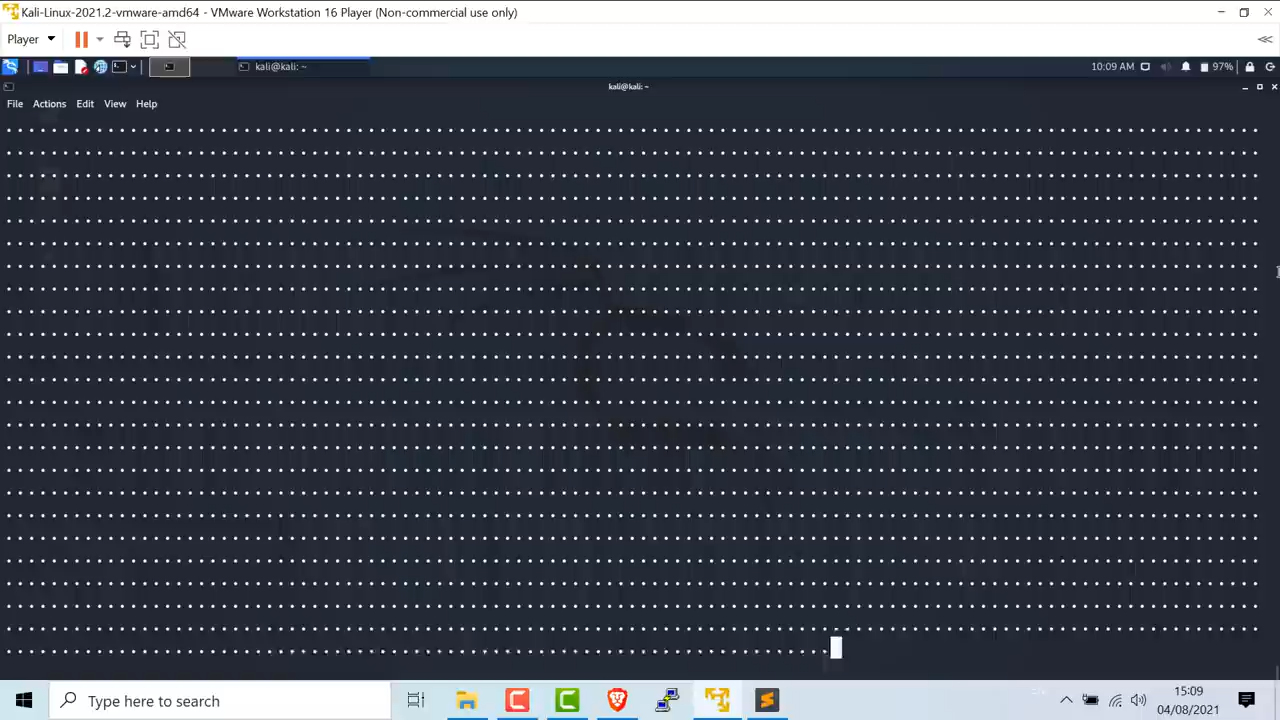 Kali-Linux-2021.2-vmware-amd64 - VMware Workstation 16 Player (Non-commercial use only)
Player
kali@kali: ~
10:09 AM
97%
kali@kali: ~
File Actions Edit View Help
Type here to search
15:09
04/08/2021